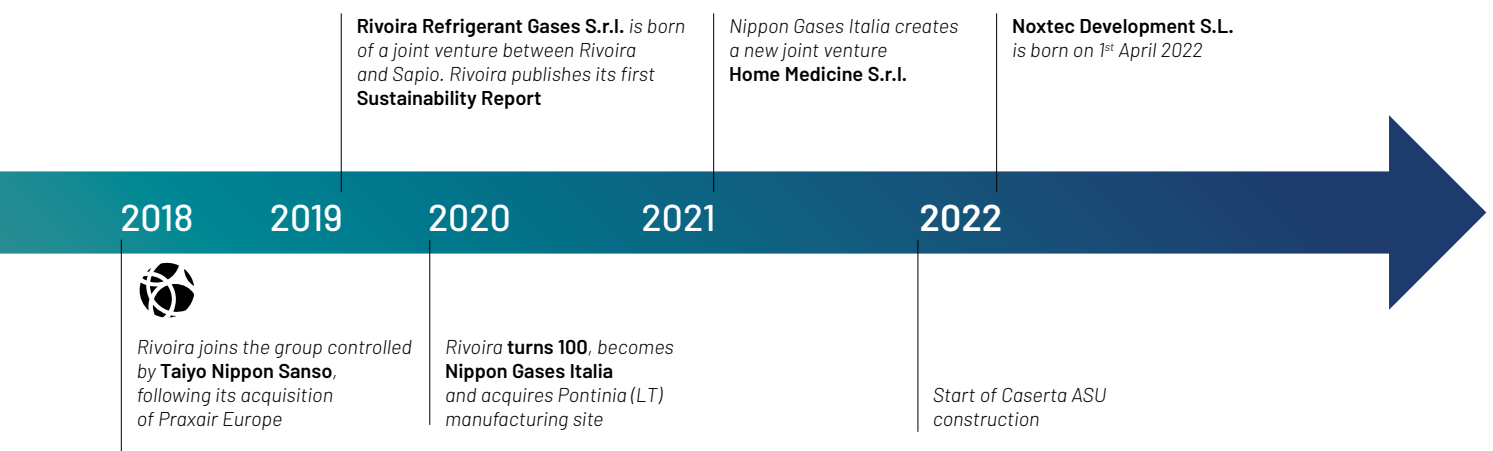 Rivoira Refrigerant Gases S.r.l. is born
of a joint venture between Rivoira
and Sapio. Rivoira publishes its first
Sustainability Report
Nippon Gases Italia creates
a new joint venture
Home Medicine S.r.l.
Noxtec Development S.L.
is born on 1st April 2022
2018
2019
2020
2021
2022
Rivoira joins the group controlled
by Taiyo Nippon Sanso,
following its acquisition
of Praxair Europe
Rivoira turns 100, becomes
Nippon Gases Italia
and acquires Pontinia (LT)
manufacturing site
Start of Caserta ASU
construction